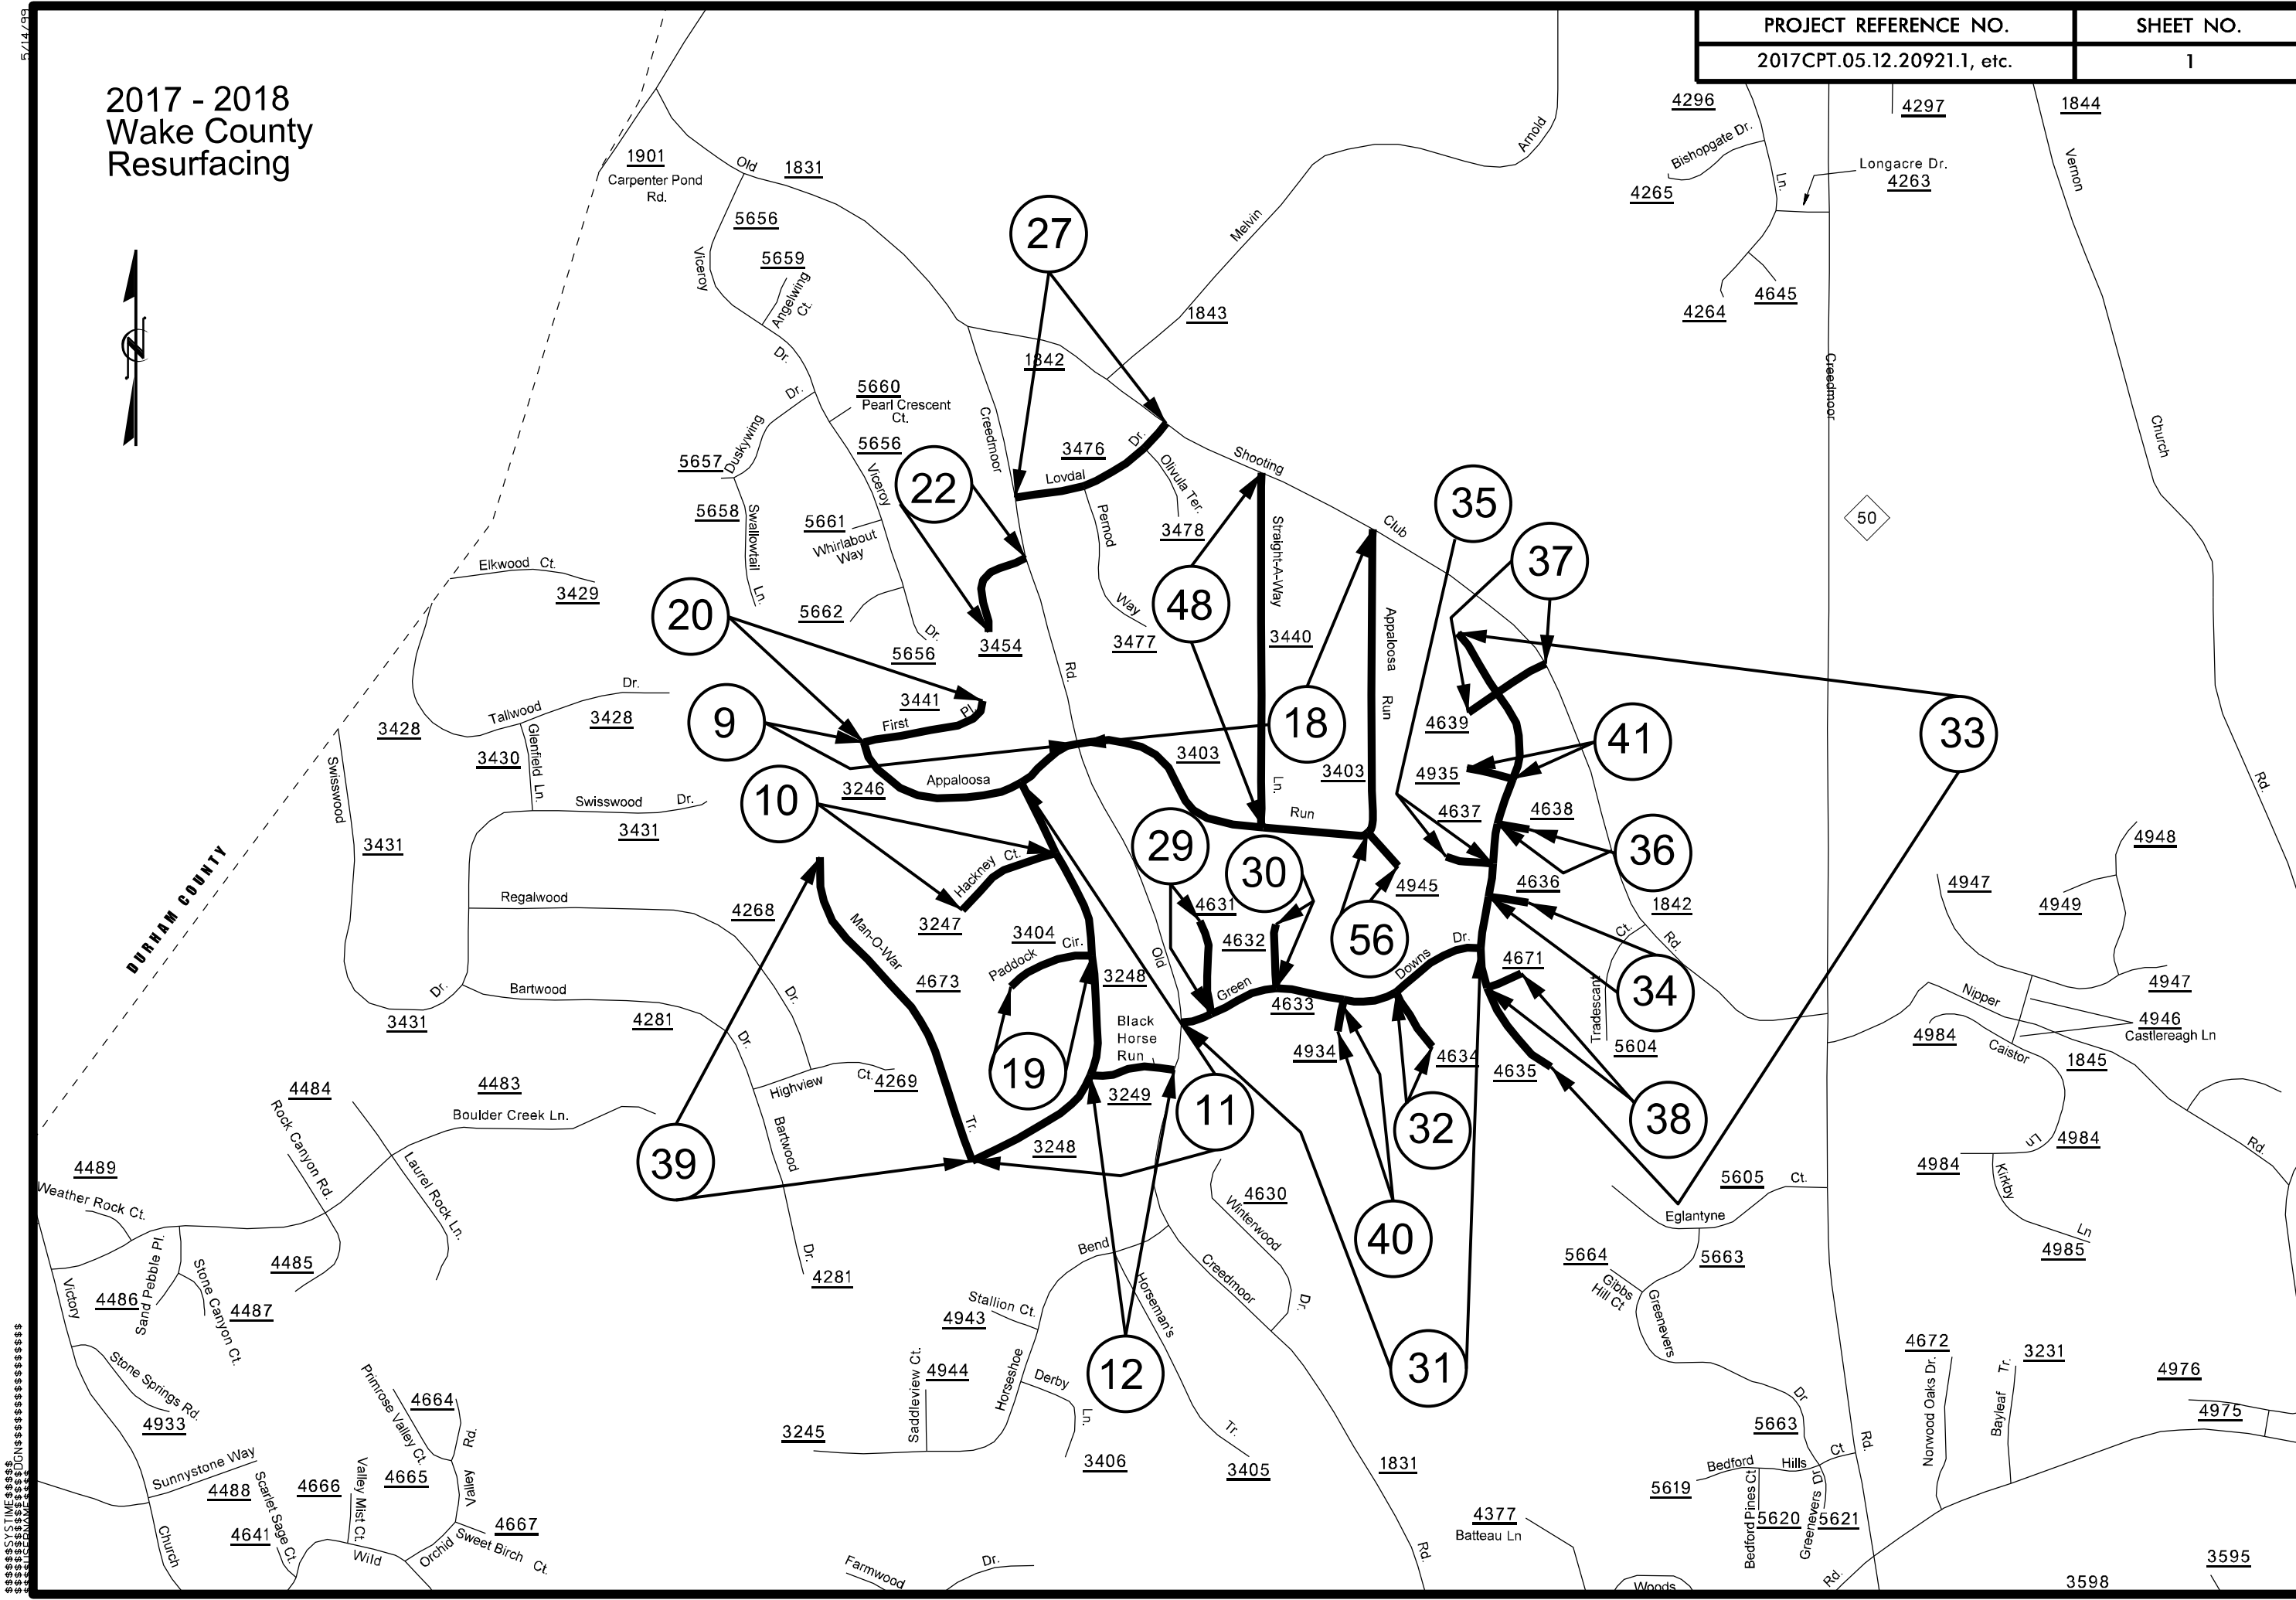 5/14/99
PROJECT REFERENCE NO.
SHEET NO.
2017CPT.05.12.20921.1, etc.
1
2017 - 2018
Wake County
Resurfacing
DURHAM COUNTY
1901
Carpenter Pond
Rd.
Old
1831
5656
Viceroy
5659
Angelwing
Ct.
Dr.
Dr.
5660
Pearl Crescent
Ct.
Duskywing
5657
5656
Viceroy
5658
Swallowtail
Ln.
5661
Whirlabout
Way
5662
Dr.
5656
27
1842
1843
Melvin
Arnold
Creedmoor
3476
Lovdal
Dr.
Olivula Ter.
3478
Pernod
Way
3477
Shooting
Club
22
3454
Rd.
4296
4297
1844
Bishopgate Dr.
4265
Ln.
Longacre Dr.
4263
4264
4645
Creedmoor
Vernon
Church
Rd.
50
35
37
48
Straight-A-Way
3440
Ln.
Appaloosa
Run
3403
18
3403
Run
20
3441
First
Pl.
9
Appaloosa
3246
10
Hackney
Ct.
3247
Elkwood Ct.
3429
Tallwood
Dr.
3428
3428
3430
Glenfield
Ln.
Swisswood
Swisswood
Dr.
3431
3431
Dr.
3431
Regalwood
4268
Dr.
Bartwood
4281
Dr.
Highview
Ct.
4269
Bartwood
Dr.
4281
4639
41
4935
33
4637
4638
36
4636
1842
Rd.
29
4631
30
4632
4945
56
Man-O-War
4673
Tr.
3404
Cir.
Paddock
3248
Old
Green
4633
Downs
Dr.
4671
Ct.
Tradescant
5604
34
Black
Horse
Run
19
3249
3248
11
4934
4634
4635
32
38
39
40
31
12
4948
4947
4949
4947
Nipper
4946
Castlereagh Ln
4984
Caistor
1845
Ln
4984
4984
Kirkby
Ln
4985
Rd.
4484
4483
Rock Canyon Rd.
Boulder Creek Ln.
Laurel Rock Ln.
4489
Weather Rock Ct.
4485
Sand Pebble Pl.
4486
Stone Canyon Ct.
4487
Victory
Stone Springs Rd.
4933
Sunnystone Way
4488
Scarlet Sage Ct.
4641
Church
Primrose Valley Ct.
4664
Rd.
4666
4665
Valley
Valley Mist Ct.
4667
Sweet Birch Ct.
Wild
Orchid
4630
Winterwood
Dr.
Bend
Creedmoor
Stallion Ct.
4943
Horseman's
Tr.
3405
Saddleview Ct.
4944
Horseshoe
Derby
Ln.
3245
3406
1831
Rd.
Farmwood
Dr.
5605
Ct.
Eglantyne
5664
5663
Gibbs
Hill Ct
Greenevers
Dr
5663
Bedford
Hills
Ct
Rd.
5619
Bedford Pines Ct
5620
Greenevers Dr
5621
4377
Batteau Ln
Woods
4672
Norwood Oaks Dr.
Bayleaf Tr.
3231
4976
4975
Rd.
3595
3598